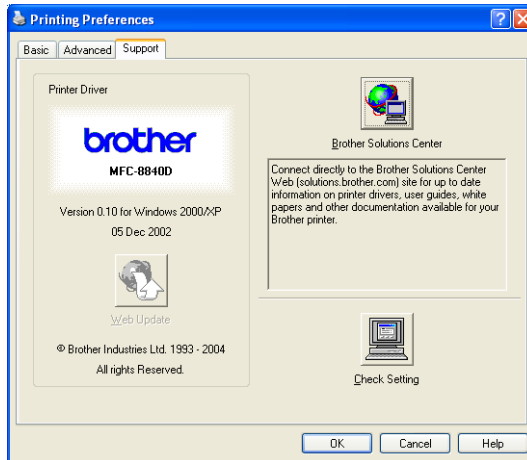 Printing Preferences
Basic
Advanced
Support
Printer Driver
brother
MFC-8840D
Version 0.10 for Windows 2000/XP
05 Dec 2002
Web Update
© Brother Industries Ltd. 1993 - 2004
All rights Reserved.
Brother Solutions Center
Connect directly to the Brother Solutions Center
Web (solutions.brother.com) site for up to date
information on printer drivers, user guides, white
papers and other documentation available for your
Brother printer.
Check Setting
OK
Cancel
Help